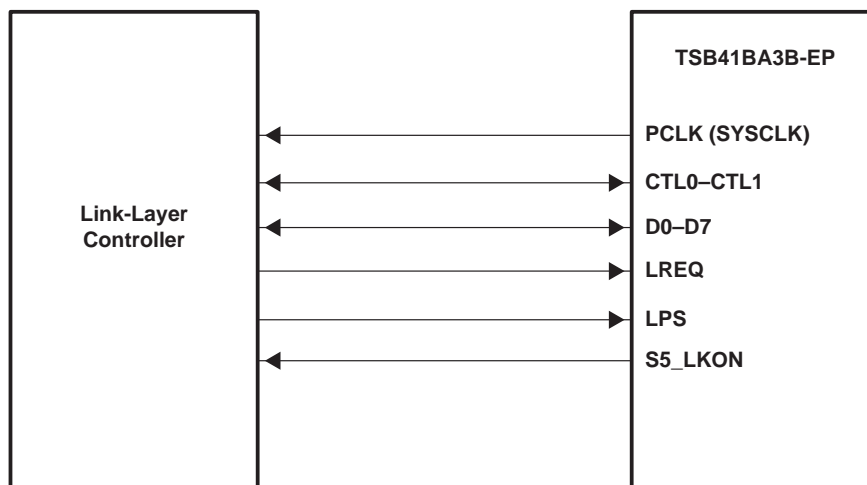 TSB41BA3B-EP
PCLK (SYSCLK)
CTL0–CTL1
Link-Layer
Controller
D0–D7
LREQ
LPS
S5_LKON